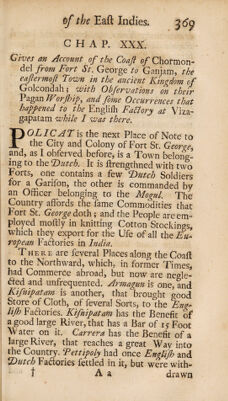 of the East Indies. 369
CHAP. XXX.
Gives an Account of the Coast of Chormon-
del from Fort St. George to Ganjam, the
eastermost Town in the ancient Kingdom of
Golcondah; with Observations on their
Pagan Worship, and some Occurrences that
happened to the English Factory at Viza-
gapatam while I was there.
POLICAT is the next Place of Note to
the City and Colony of Fort St. George,
and, as I observed before, is a Town belong-
ing to the Dutch. It is strengthned with two
Forts, one contains a few Dutch Soldiers
for a Garison, the other is commanded by
an Officer belonging to the Mogul. The
Country affords the same Commodities that
Fort St. George doth; and the People are em-
ployed mostly in knitting Cotton Stockings,
which they export for the Use of all the Eu-
ropean Factories in India.
THERE are several Places along the Coast
to the Northward, which, in former Times,
had Commerce abroad, but now are negle-
cted and unfrequented. Armagun is one, and
Kisnipatam is another, that brought good
Store of Cloth, of several Sorts, to the Eng-
lish Factories. Kisnipatam has the Benefit of
a good large River, that has a Bar of 15 Foot
Water on it. Carrera has the Benefit of a
large River, that reaches a great Way into
the Country. Pettipoly had once English and
Dutch Factories settled in it, but were with-
† A a drawn